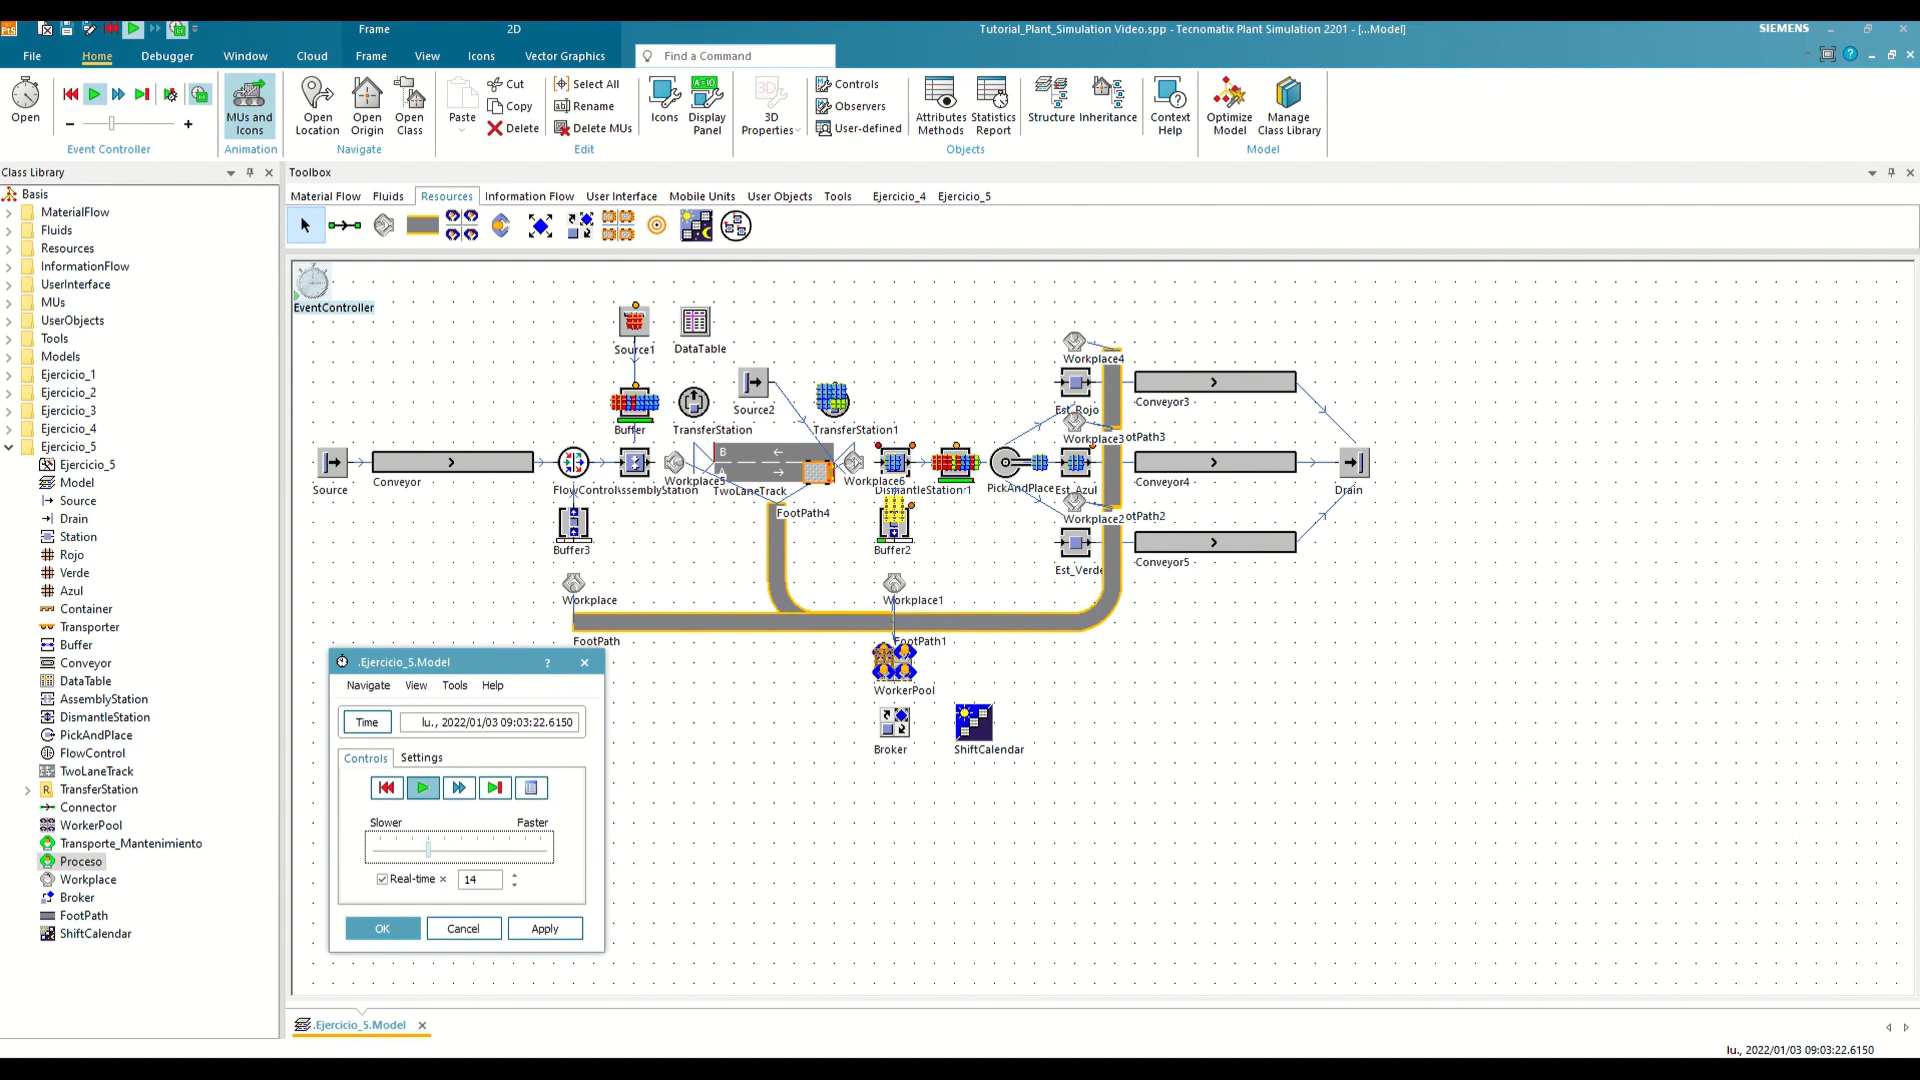 Frame
2D
Tutorial_Plant_Simulation Video.spp - Tecnomatix Plant Simulation 2201 - [...Model]
SIEMENS
File
Home
Debugger
Window
Cloud
Frame
View
Icons
Vector Graphics
Find a Command
Open
Event Controller
MUs and Icons
Animation
Open Location
Open Origin
Open Class
Navigate
Paste
Cut
Copy
Delete
Select All
Rename
Delete MUs
Edit
Icons
Display Panel
3D Properties
Controls
Observers
User-defined
Attributes Methods
Statistics Report
Structure
Inheritance
Objects
Context Help
Optimize Model
Manage Class Library
Model
Class Library
Basis
MaterialFlow
Fluids
Resources
InformationFlow
UserInterface
MUs
UserObjects
Tools
Models
Ejercicio_1
Ejercicio_2
Ejercicio_3
Ejercicio_4
Ejercicio_5
Ejercicio_5
Model
Source
Drain
Station
Rojo
Verde
Azul
Container
Transporter
Buffer
Conveyor
DataTable
AssemblyStation
DismantleStation
PickAndPlace
FlowControl
TwoLaneTrack
TransferStation
Connector
WorkerPool
Transporte_Mantenimiento
Proceso
Workplace
Broker
FootPath
ShiftCalendar
Toolbox
Material Flow
Fluids
Resources
Information Flow
User Interface
Mobile Units
User Objects
Tools
Ejercicio_4
Ejercicio_5
EventController
Source1
DataTable
Workplace4
Source2
Conveyor3
Est_Rojo
Buffer
TransferStation
TransferStation1
Workplace3
otPath3
B
A
Source
Conveyor
FlowControl
ssemblyStation
Workplace5
TwoLaneTrack
Workplace6
DismantleStation1
PickAndPlace
Est_Azul
Conveyor4
Drain
FootPath4
Workplace2
otPath2
Buffer3
Buffer2
Est_Verde
Conveyor5
Workplace
Workplace1
FootPath
FootPath1
WorkerPool
Broker
ShiftCalendar
.Ejercicio_5.Model
?
Navigate
View
Tools
Help
Time
lu., 2022/01/03 09:03:22.6150
Controls
Settings
Slower
Faster
Real-time ×
14
OK
Cancel
Apply
.Ejercicio_5.Model
lu., 2022/01/03 09:03:22.6150